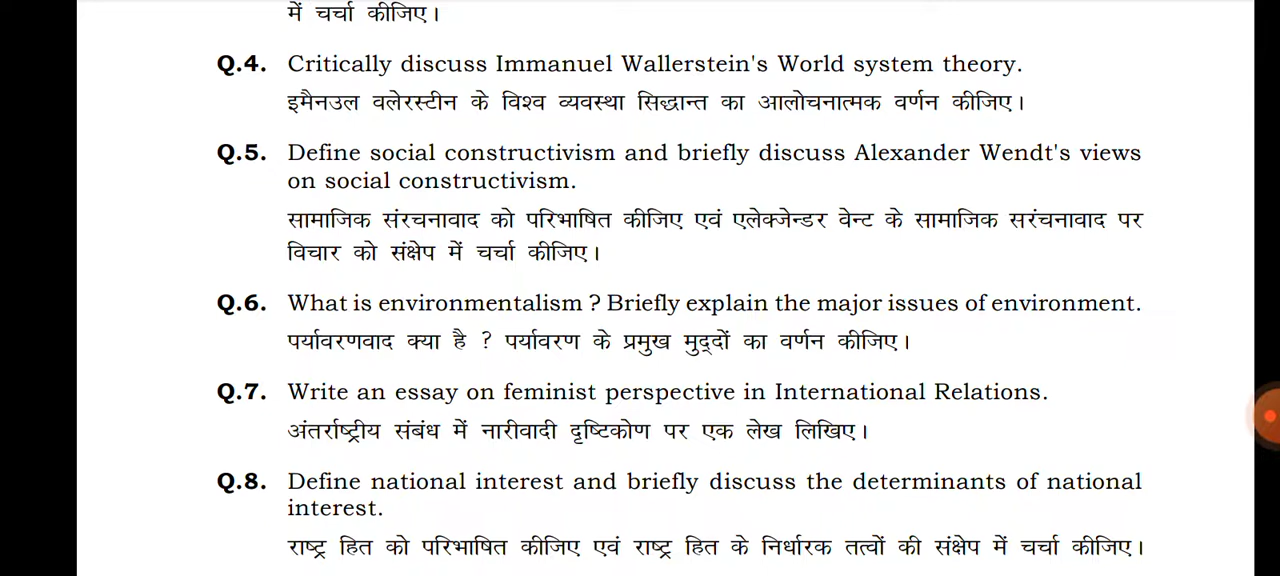 में चर्चा कीजिए।
Q.4. Critically discuss Immanuel Wallerstein's World system theory.
इमैनउल वलेरस्टीन के विश्व व्यवस्था सिद्धान्त का आलोचनात्मक वर्णन कीजिए।
Q.5. Define social constructivism and briefly discuss Alexander Wendt's views
on social constructivism.
सामाजिक संरचनावाद को परिभाषित कीजिए एवं एलेक्जेन्डर वेन्ट के सामाजिक सरंचनावाद पर
विचार को संक्षेप में चर्चा कीजिए।
Q.6. What is environmentalism ? Briefly explain the major issues of environment.
पर्यावरणवाद क्या है ? पर्यावरण के प्रमुख मुद्दों का वर्णन कीजिए।
Q.7. Write an essay on feminist perspective in International Relations.
अंतर्राष्ट्रीय संबंध में नारीवादी दृष्टिकोण पर एक लेख लिखिए।
Q.8. Define national interest and briefly discuss the determinants of national
interest.
राष्ट्र हित को परिभाषित कीजिए एवं राष्ट्र हित के निर्धारक तत्वों की संक्षेप में चर्चा कीजिए।